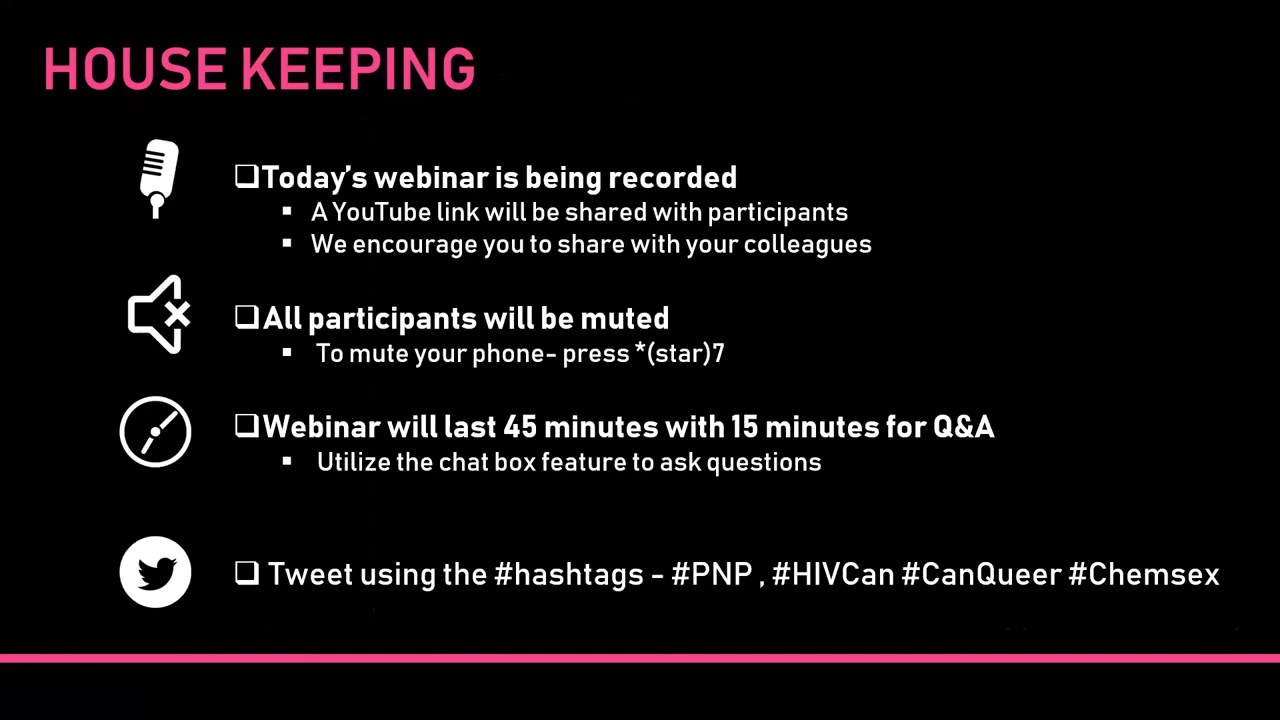 HOUSE KEEPING
❑Today's webinar is being recorded
▪ A YouTube link will be shared with participants
▪ We encourage you to share with your colleagues
❑All participants will be muted
▪ To mute your phone- press *(star)7
❑Webinar will last 45 minutes with 15 minutes for Q&A
▪ Utilize the chat box feature to ask questions
❑ Tweet using the #hashtags - #PNP , #HIVCan #CanQueer #Chemsex